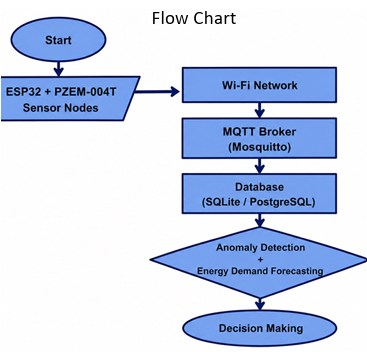 Flow Chart
Start
ESP32 + PZEM-004T
Sensor Nodes
Wi-Fi Network
MQTT Broker
(Mosquitto)
Database
(SQLite / PostgreSQL)
Anomaly Detection
+
Energy Demand Forecasting
Decision Making